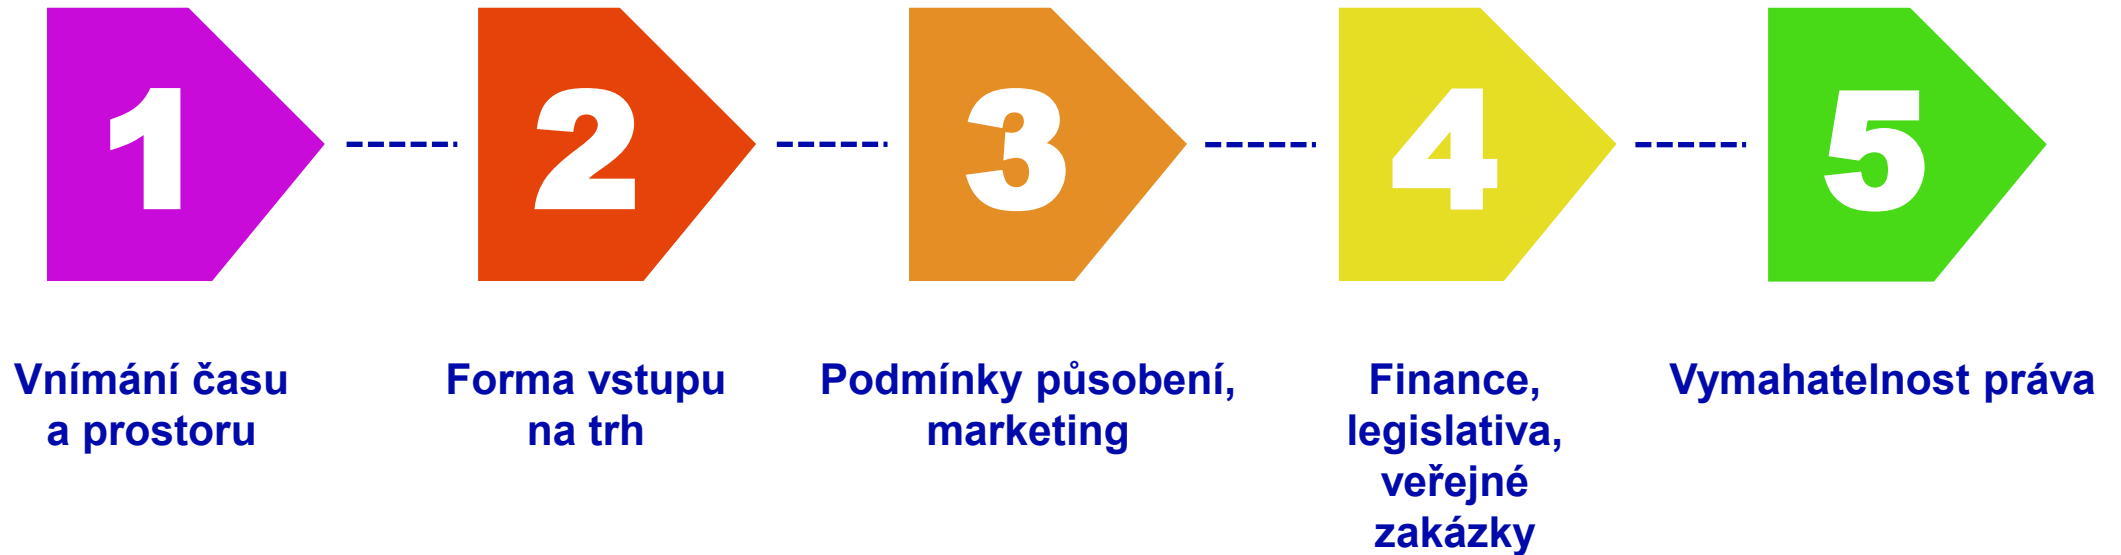 1
2
3
4
5
Vnímání času
a prostoru
Forma vstupu
na trh
Podmínky působení,
marketing
Finance,
legislativa,
veřejné
zakázky
Vymahatelnost práva